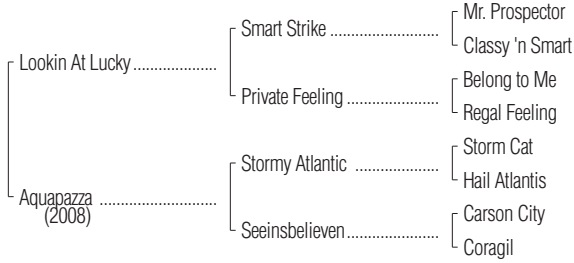 Mr. Prospector
Smart Strike ......................
Classy 'n Smart
Lookin At Lucky .................
Belong to Me
Private Feeling ...................
Regal Feeling
Storm Cat
Stormy Atlantic .................
Hail Atlantis
Aquapazza ........................
(2008)
Carson City
Seeinsbelieven...................
Coragil